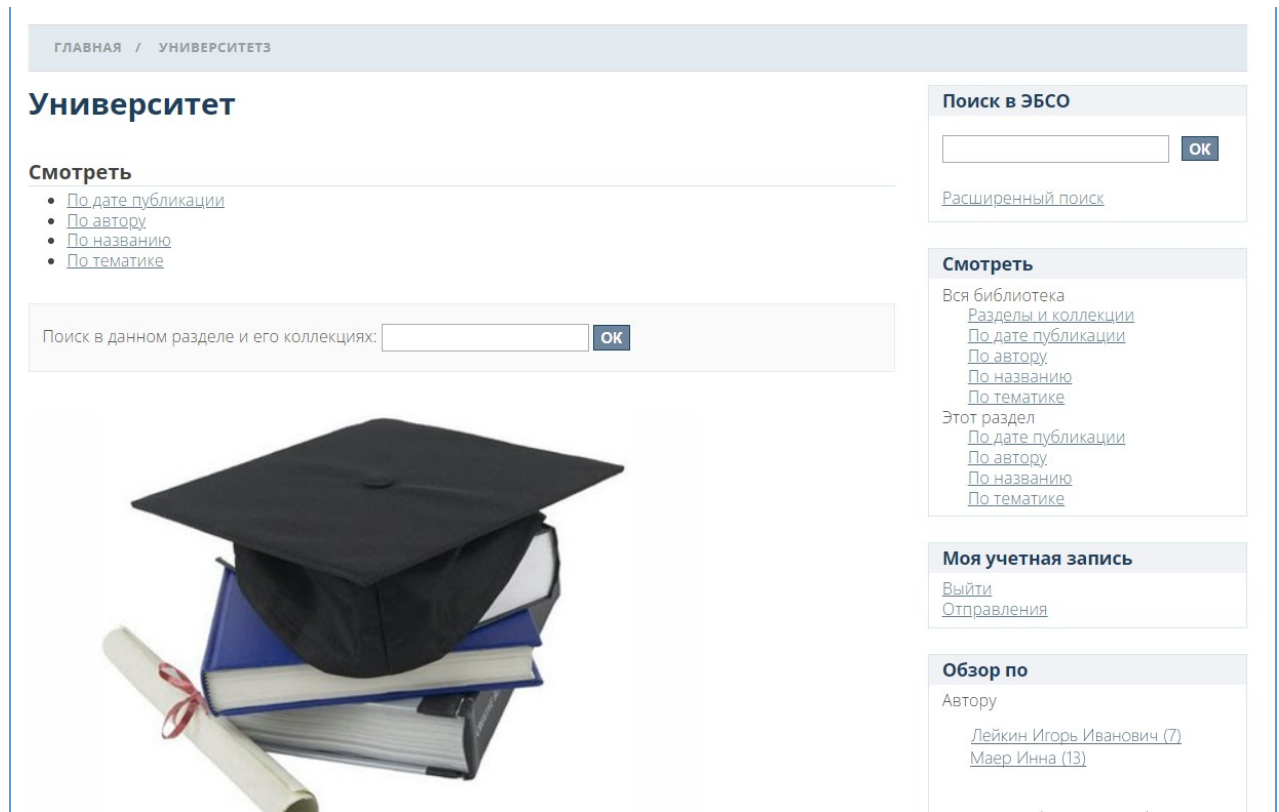 ГЛАВНАЯ / УНИВЕРСИТЕТ3
Университет
Смотреть
По дате публикации
По автору
По названию
По тематике
Поиск в данном разделе и его коллекциях: ОК
Поиск в ЭБСО
ОК
Расширенный поиск
Смотреть
Вся библиотека
Разделы и коллекции
По дате публикации
По автору
По названию
По тематике
Этот раздел
По дате публикации
По автору
По названию
По тематике
Моя учетная запись
Выйти
Отправления
Обзор по
Автору
Лейкин Игорь Иванович (7)
Маер Инна (13)